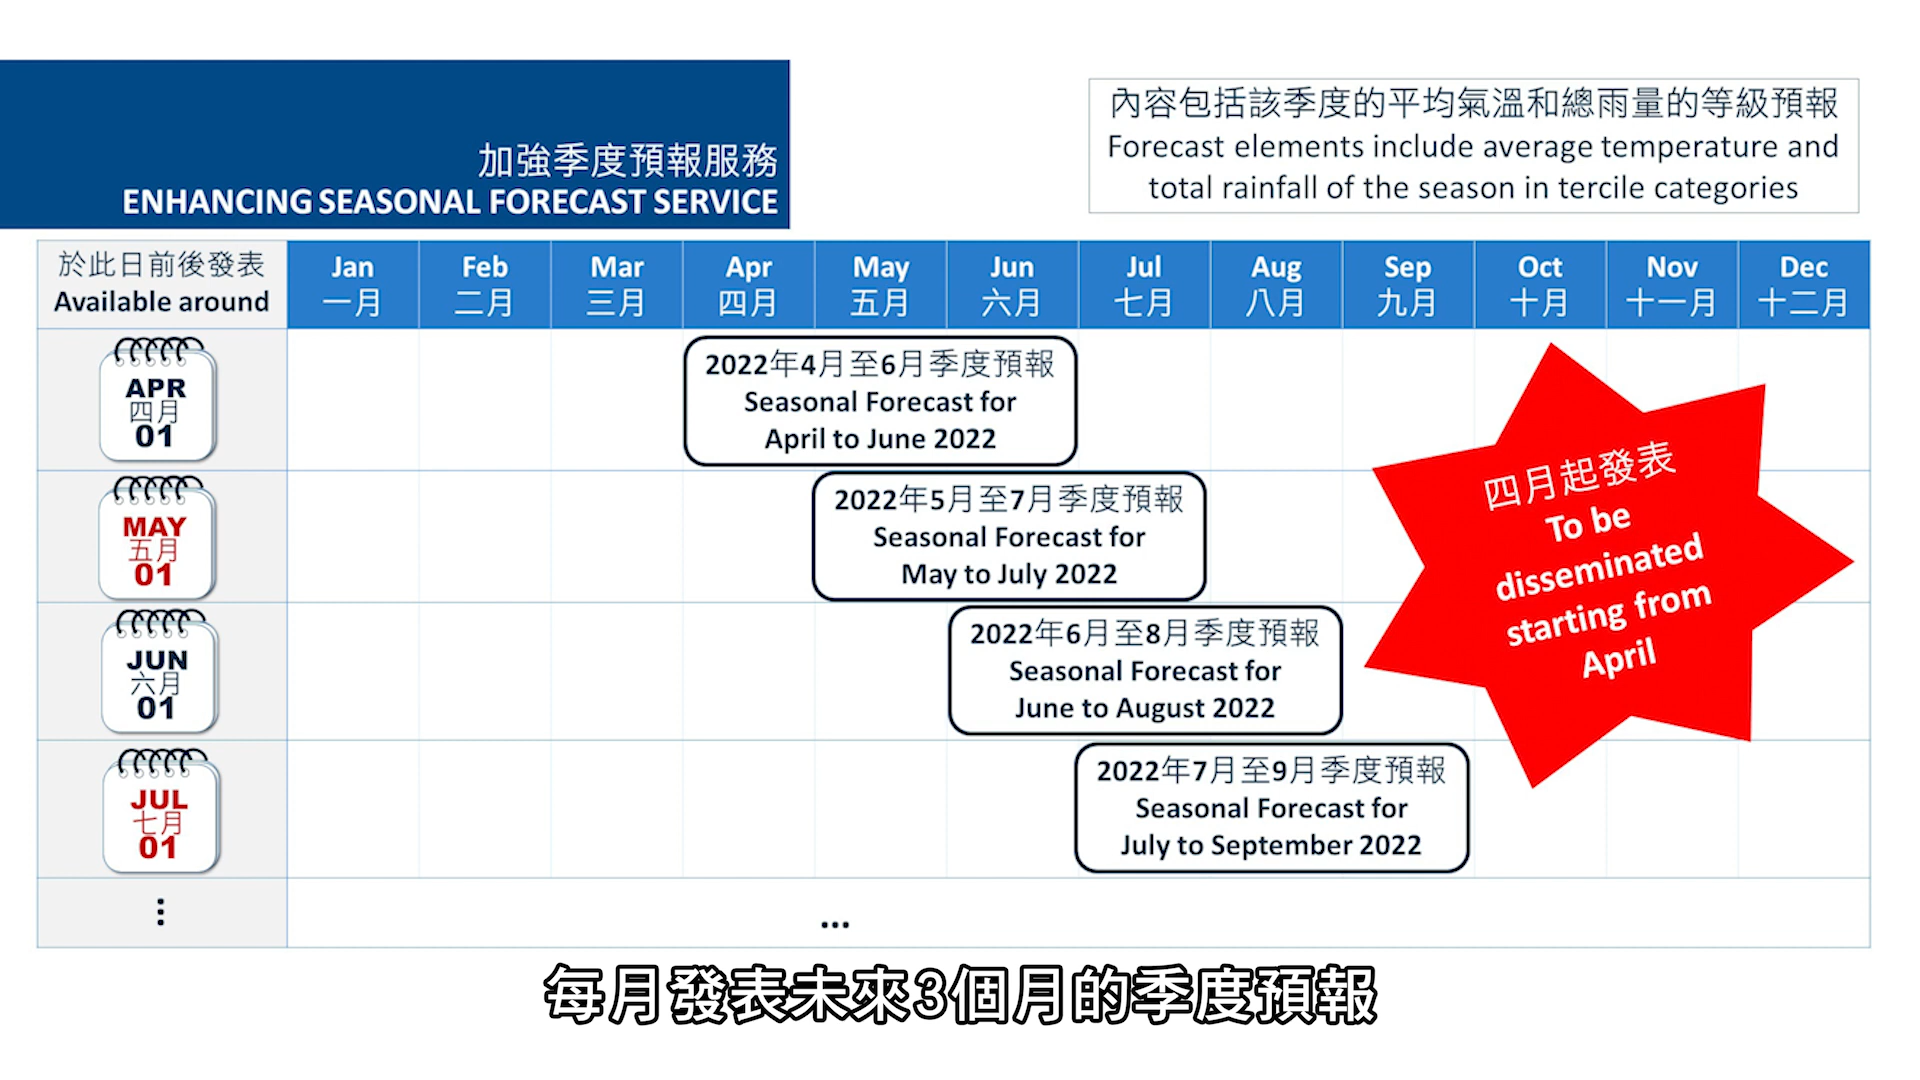 加強季度預報服務
ENHANCING SEASONAL FORECAST SERVICE
內容包括該季度的平均氣溫和總雨量的等級預報
Forecast elements include average temperature and
total rainfall of the season in tercile categories
於此日前後發表
Available around
Jan
一月
Feb
二月
Mar
三月
Apr
四月
May
五月
Jun
六月
Jul
七月
Aug
八月
Sep
九月
Oct
十月
Nov
十一月
Dec
十二月
APR
四月
01
2022年4月至6月季度預報
Seasonal Forecast for
April to June 2022
MAY
五月
01
2022年5月至7月季度預報
Seasonal Forecast for
May to July 2022
JUN
六月
01
2022年6月至8月季度預報
Seasonal Forecast for
June to August 2022
JUL
七月
01
2022年7月至9月季度預報
Seasonal Forecast for
July to September 2022
四月起發表
To be
disseminated
starting from
April
⋮
...
每月發表未來3個月的季度預報